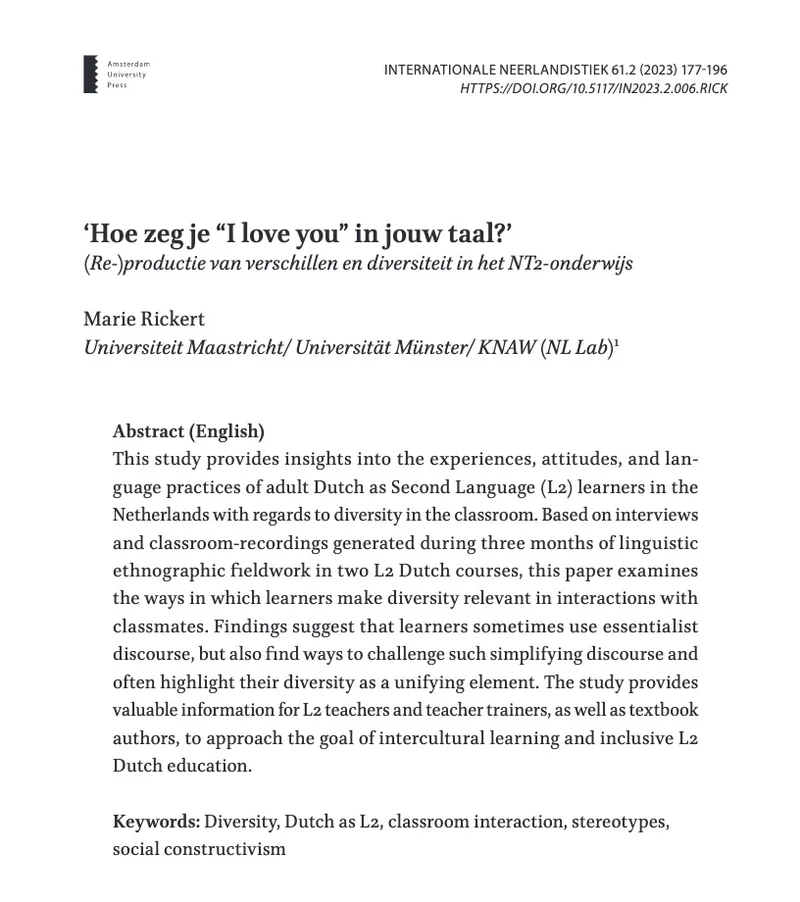 Amsterdam
University
Press
INTERNATIONALE NEERLANDISTIEK 61.2 (2023) 177-196
HTTPS://DOI.ORG/10.5117/IN2023.2.006.RICK
‘Hoe zeg je “I love you” in jouw taal?’
(Re-)productie van verschillen en diversiteit in het NT2-onderwijs
Marie Rickert
Universiteit Maastricht/ Universität Münster/ KNAW (NL Lab)¹
Abstract (English)
This study provides insights into the experiences, attitudes, and lan-
guage practices of adult Dutch as Second Language (L2) learners in the
Netherlands with regards to diversity in the classroom. Based on interviews
and classroom-recordings generated during three months of linguistic
ethnographic fieldwork in two L2 Dutch courses, this paper examines
the ways in which learners make diversity relevant in interactions with
classmates. Findings suggest that learners sometimes use essentialist
discourse, but also find ways to challenge such simplifying discourse and
often highlight their diversity as a unifying element. The study provides
valuable information for L2 teachers and teacher trainers, as well as textbook
authors, to approach the goal of intercultural learning and inclusive L2
Dutch education.
Keywords: Diversity, Dutch as L2, classroom interaction, stereotypes,
social constructivism